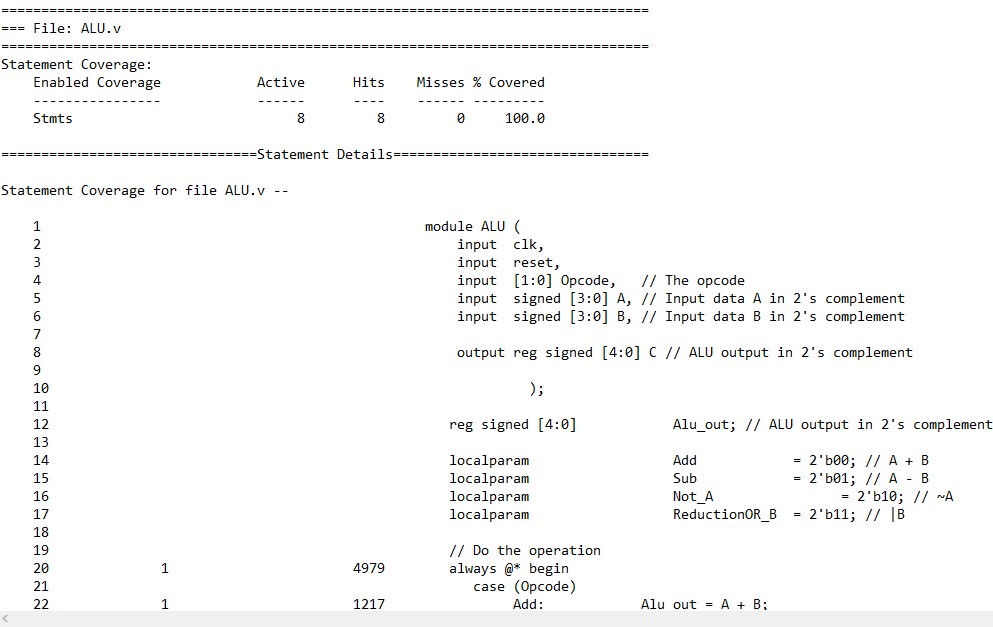 =================================================================================
=== File: ALU.v
=================================================================================
Statement Coverage:
    Enabled Coverage            Active      Hits    Misses % Covered
    ----------------            ------      ----    ------ ---------
    Stmts                            8         8         0     100.0

================================Statement Details================================

Statement Coverage for file ALU.v --

    1                                                module ALU (
    2                                                    input  clk,
    3                                                    input  reset,
    4                                                    input  [1:0] Opcode,   // The opcode
    5                                                    input  signed [3:0] A, // Input data A in 2's complement
    6                                                    input  signed [3:0] B, // Input data B in 2's complement
    7
    8                                                    output reg signed [4:0] C // ALU output in 2's complement
    9
    10                                                            );
    11
    12                                                  reg signed [4:0]            Alu_out; // ALU output in 2's complement
    13
    14                                                  localparam                  Add            = 2'b00; // A + B
    15                                                  localparam                  Sub            = 2'b01; // A - B
    16                                                  localparam                  Not_A                = 2'b10; // ~A
    17                                                  localparam                  ReductionOR_B  = 2'b11; // |B
    18
    19                                                  // Do the operation
    20              1                       4979        always @* begin
    21                                                     case (Opcode)
    22              1                       1217                Add:            Alu_out = A + B;